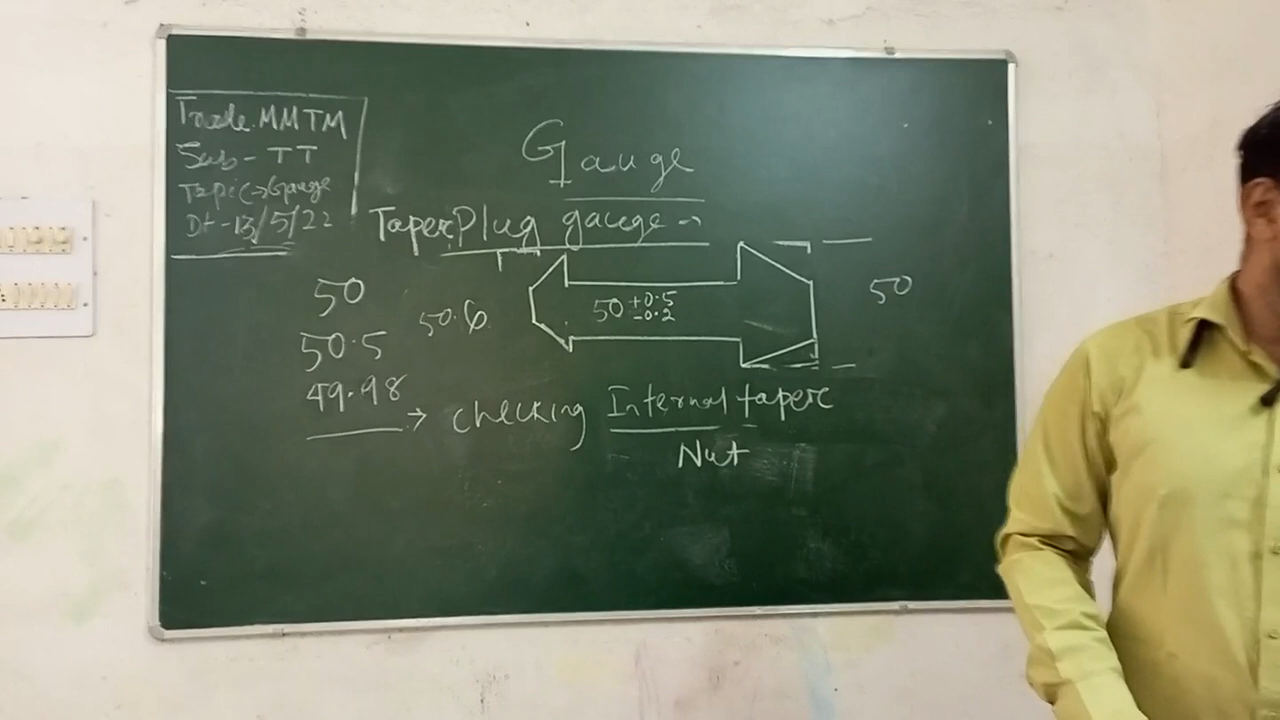 Trade. MMTM
Sub - TT
Topic → Gauge
Dt - 13/5/22
Gauge
Taper Plug gauge →
50
50.5
49.98
50.6
50 +0.5
-0.2
50
→ checking Internal taper
Nut